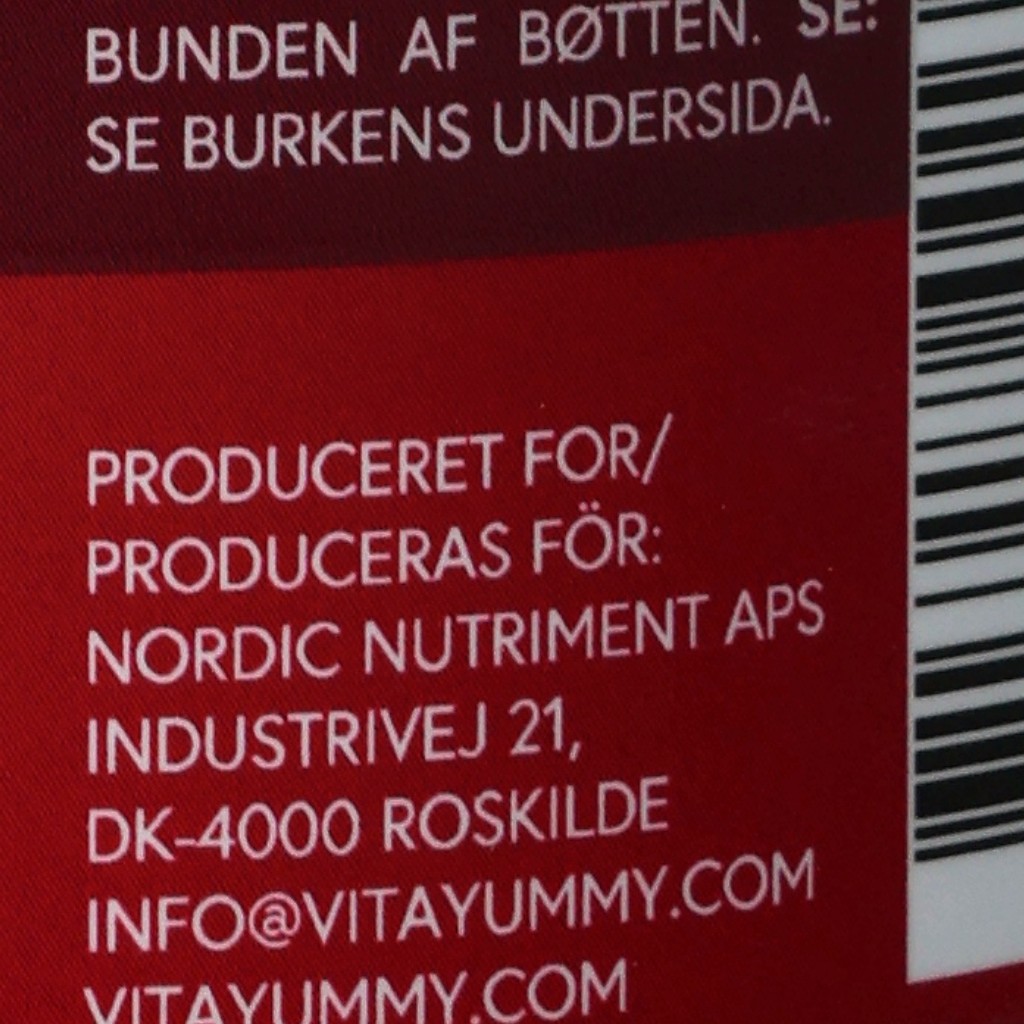 BUNDEN AF BØTTEN. SE:
SE BURKENS UNDERSIDA.
PRODUCERET FOR/
PRODUCERAS FÖR:
NORDIC NUTRIMENT APS
INDUSTRIVEJ 21,
DK-4000 ROSKILDE
INFO@VITAYUMMY.COM
VITAYUMMY.COM